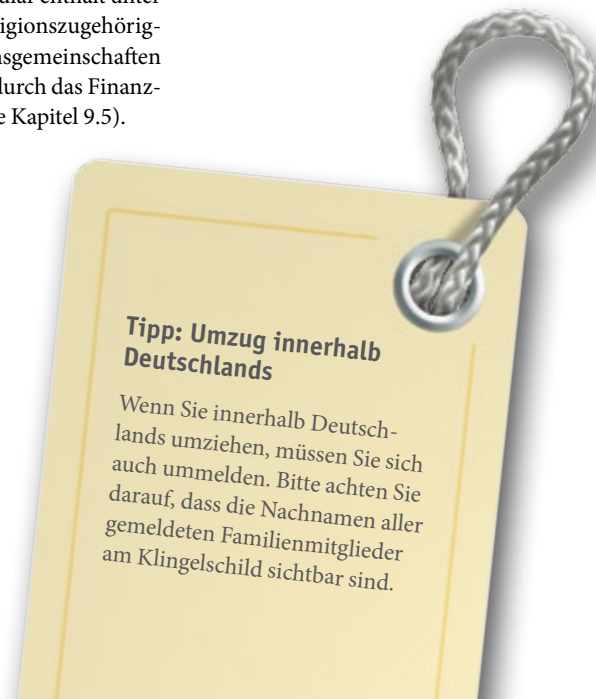 enthält unter
igionszugehörig-
nsgemeinschaften
durch das Finanz-
e Kapitel 9.5).
Tipp: Umzug innerhalb
Deutschlands
Wenn Sie innerhalb Deutsch-
lands umziehen, müssen Sie sich
auch ummelden. Bitte achten Sie
darauf, dass die Nachnamen aller
gemeldeten Familienmitglieder
am Klingelschild sichtbar sind.